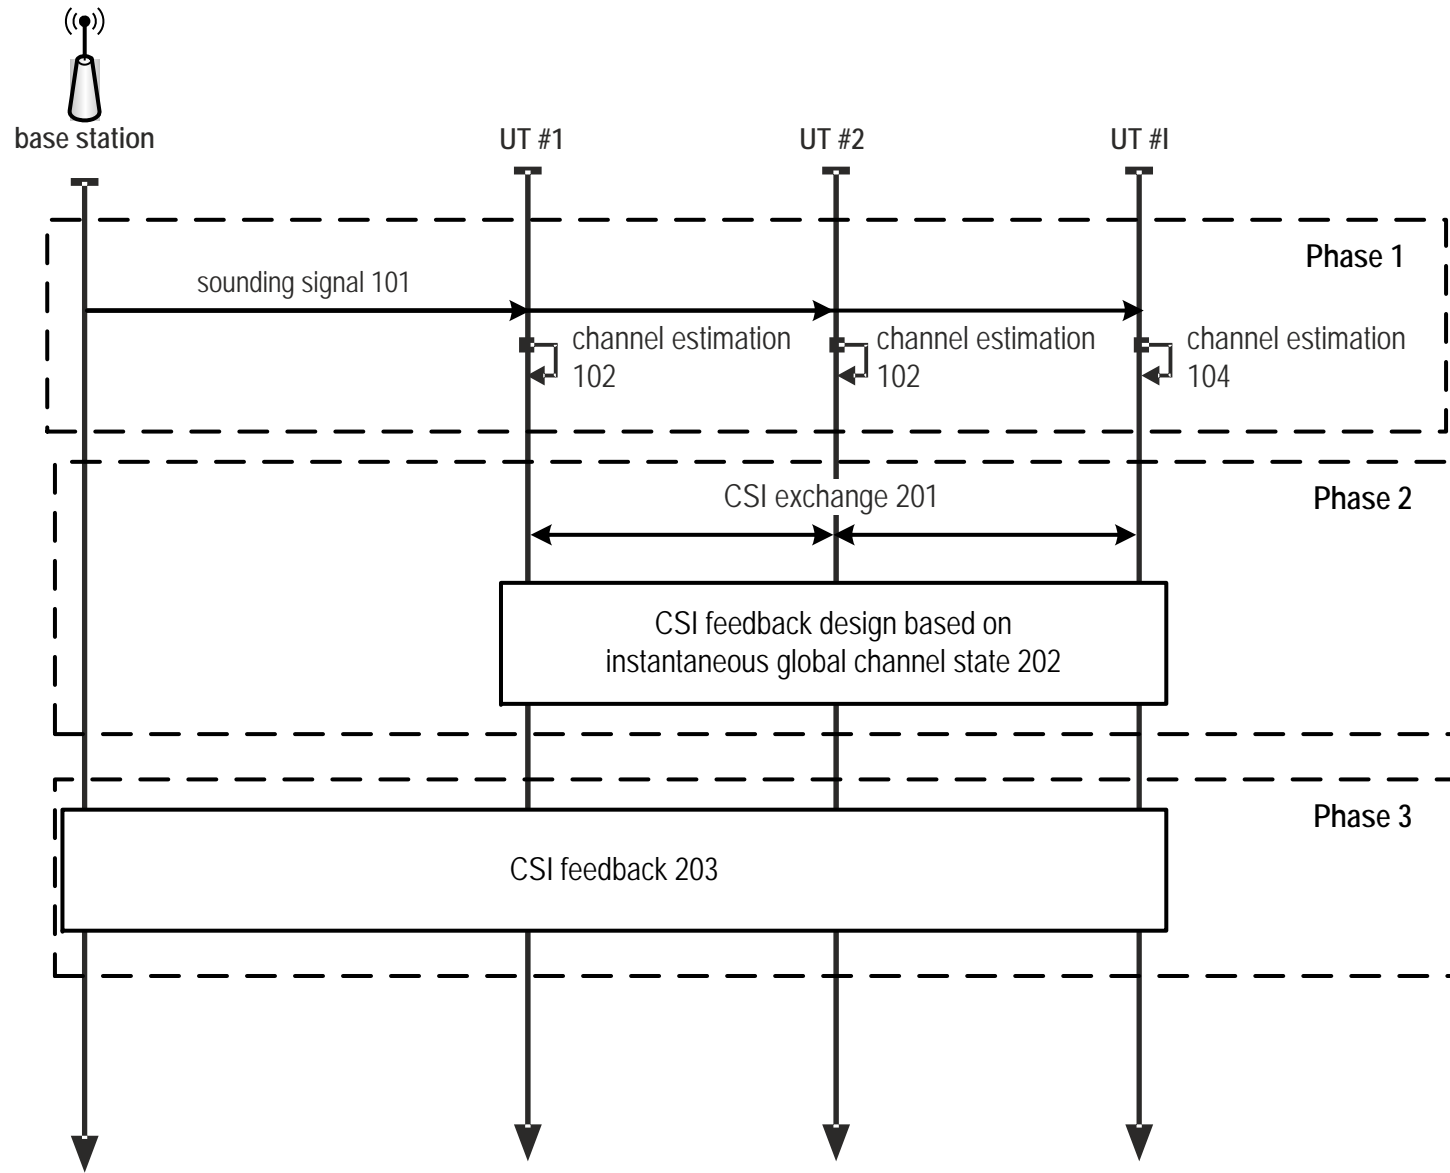 base station
UT #1
UT #2
UT #I
Phase 1
sounding signal 101
channel estimation
102
channel estimation
102
channel estimation
104
CSI exchange 201
Phase 2
CSI feedback design based on
instantaneous global channel state 202
Phase 3
CSI feedback 203